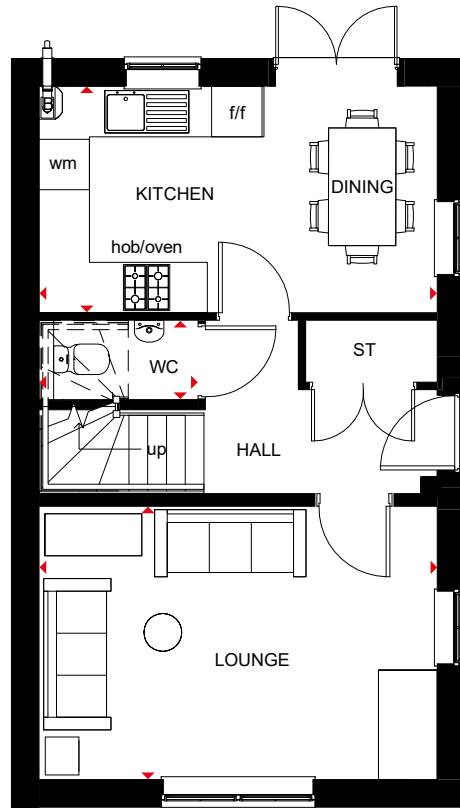 f/f
wm
KITCHEN
DINING
hob/oven
ST
WC
up
HALL
LOUNGE